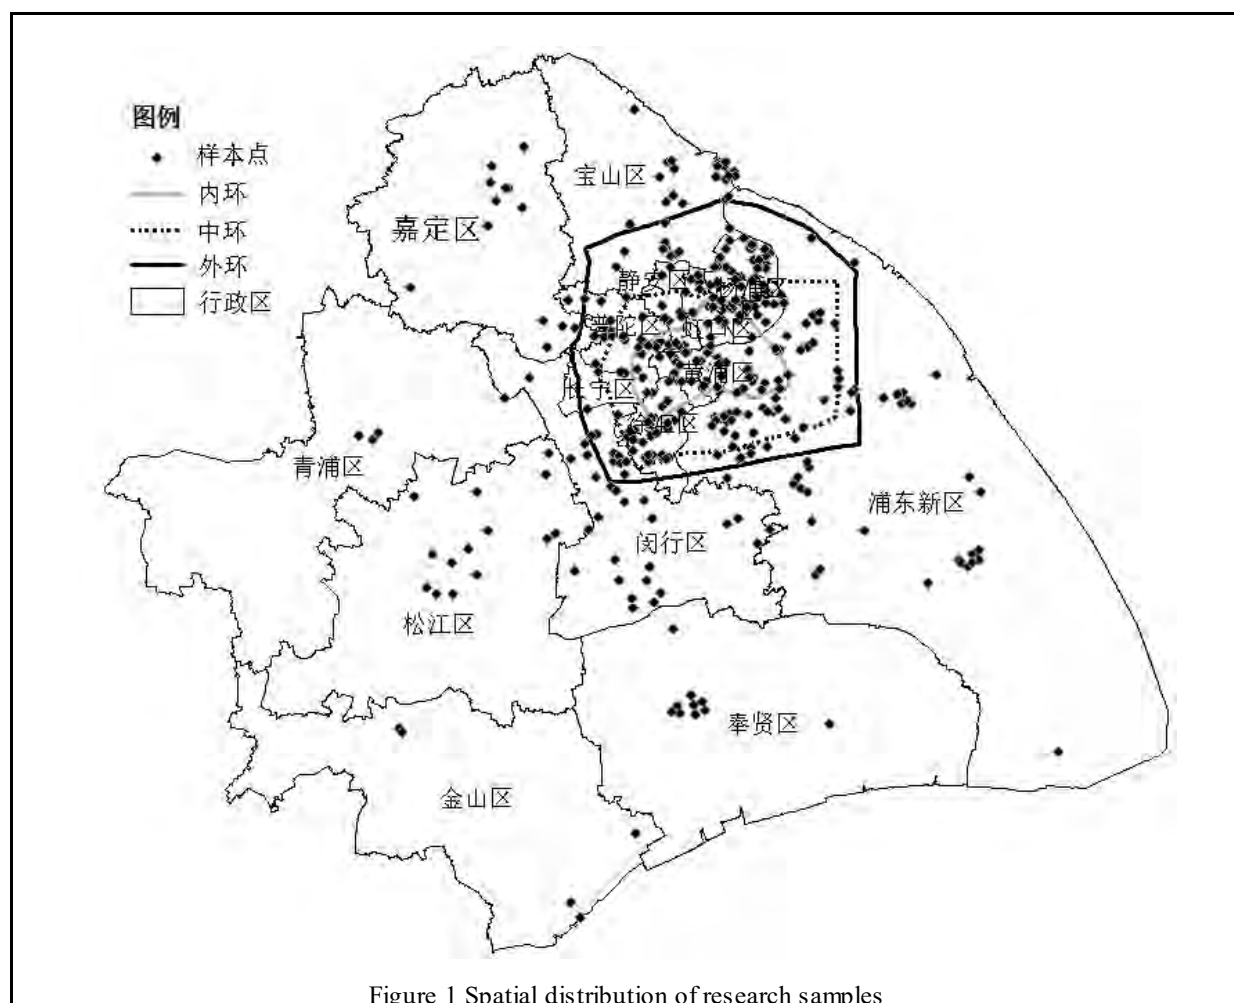 图例
样本点
内环
中环
外环
行政区
宝山区
嘉定区
静安区
杨浦区
普陀区
虹口区
黄浦区
长宁区
徐汇区
青浦区
浦东新区
闵行区
松江区
奉贤区
金山区
Figure 1 Spatial distribution of research samples